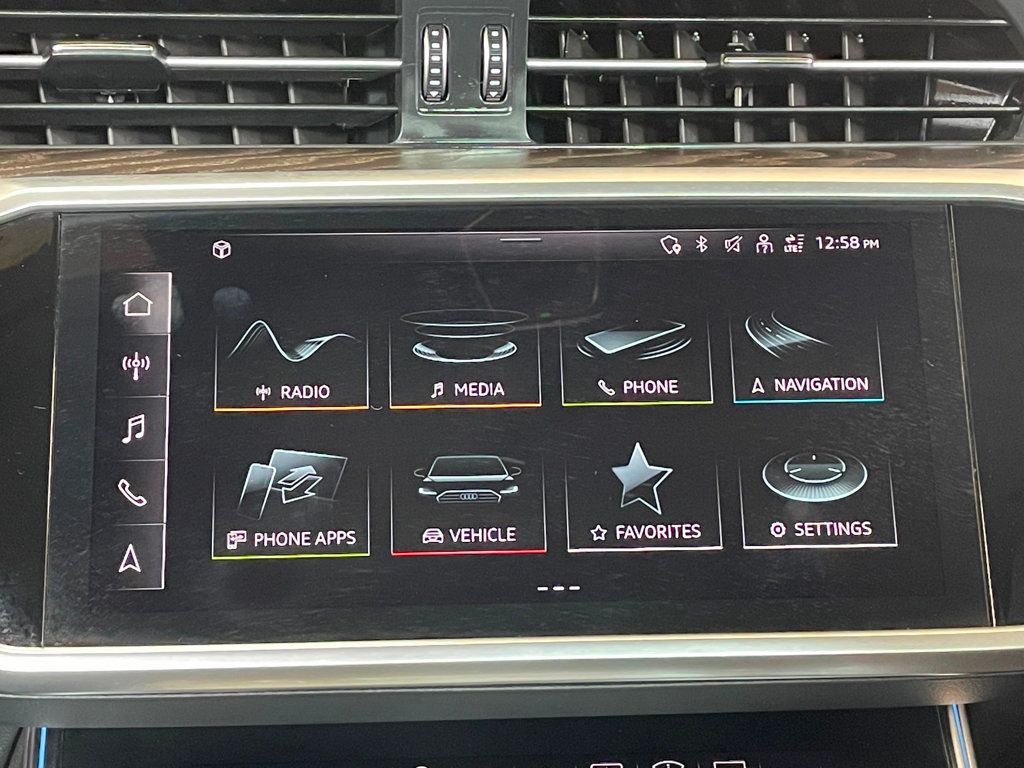 LTE 12:58 PM
RADIO
MEDIA
PHONE
NAVIGATION
PHONE APPS
VEHICLE
FAVORITES
SETTINGS